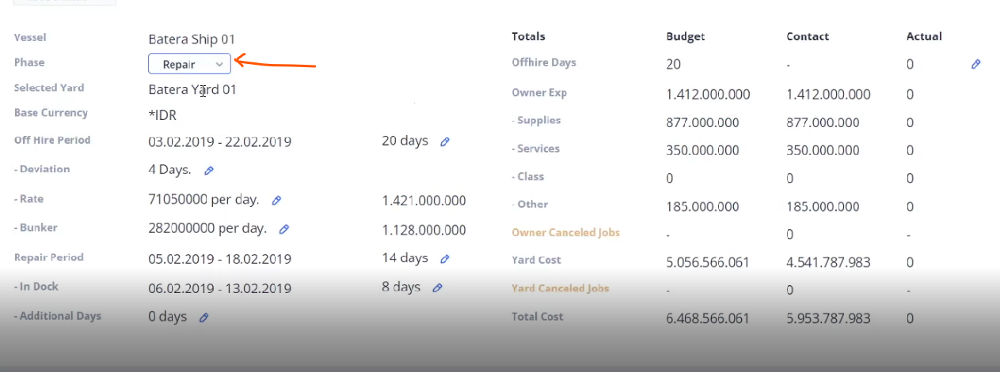 Vessel Batera Ship 01
Phase Repair
Selected Yard Batera Yard 01
Base Currency *IDR
Off Hire Period 03.02.2019 - 22.02.2019 20 days
- Deviation 4 Days.
- Rate 71050000 per day. 1.421.000.000
- Bunker 282000000 per day. 1.128.000.000
Repair Period 05.02.2019 - 18.02.2019 14 days
- In Dock 06.02.2019 - 13.02.2019 8 days
- Additional Days 0 days
Totals Budget Contact Actual
Offhire Days 20 - 0
Owner Exp 1.412.000.000 1.412.000.000 0
- Supplies 877.000.000 877.000.000 0
- Services 350.000.000 350.000.000 0
- Class 0 0 0
- Other 185.000.000 185.000.000 0
Owner Canceled Jobs - 0 -
Yard Cost 5.056.566.061 4.541.787.983 0
Yard Canceled Jobs - 0 -
Total Cost 6.468.566.061 5.953.787.983 0